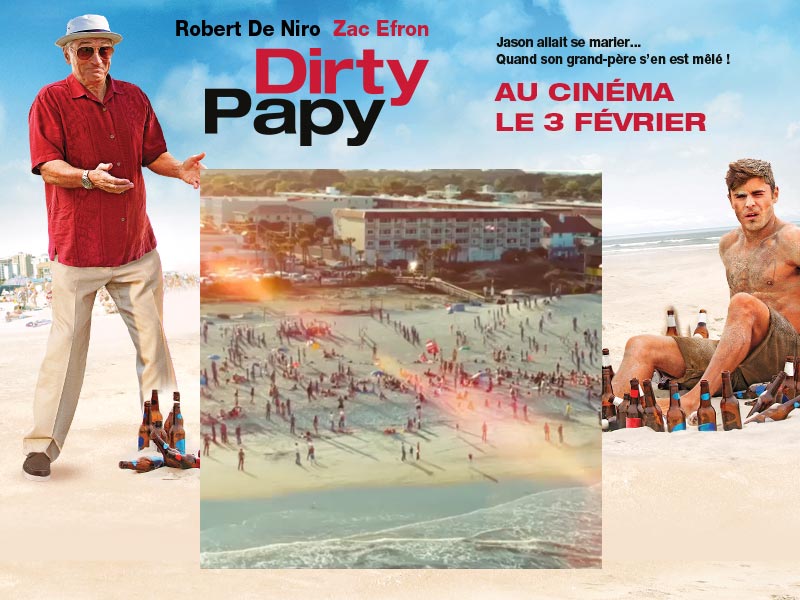 Robert De Niro Zac Efron
Dirty
Papy
Jason allait se marier...
Quand son grand-père s'en est mêlé !
AU CINÉMA
LE 3 FÉVRIER